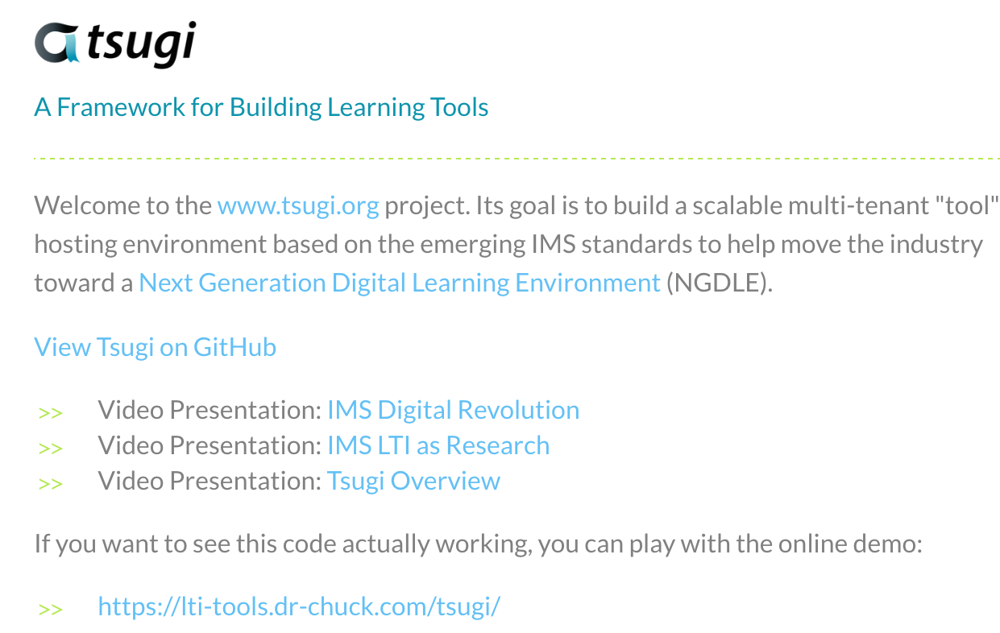 tsugi
A Framework for Building Learning Tools
Welcome to the www.tsugi.org project. Its goal is to build a scalable multi-tenant "tool"
hosting environment based on the emerging IMS standards to help move the industry
toward a Next Generation Digital Learning Environment (NGDLE).
View Tsugi on GitHub
>> Video Presentation: IMS Digital Revolution
>> Video Presentation: IMS LTI as Research
>> Video Presentation: Tsugi Overview
If you want to see this code actually working, you can play with the online demo:
>> https://lti-tools.dr-chuck.com/tsugi/